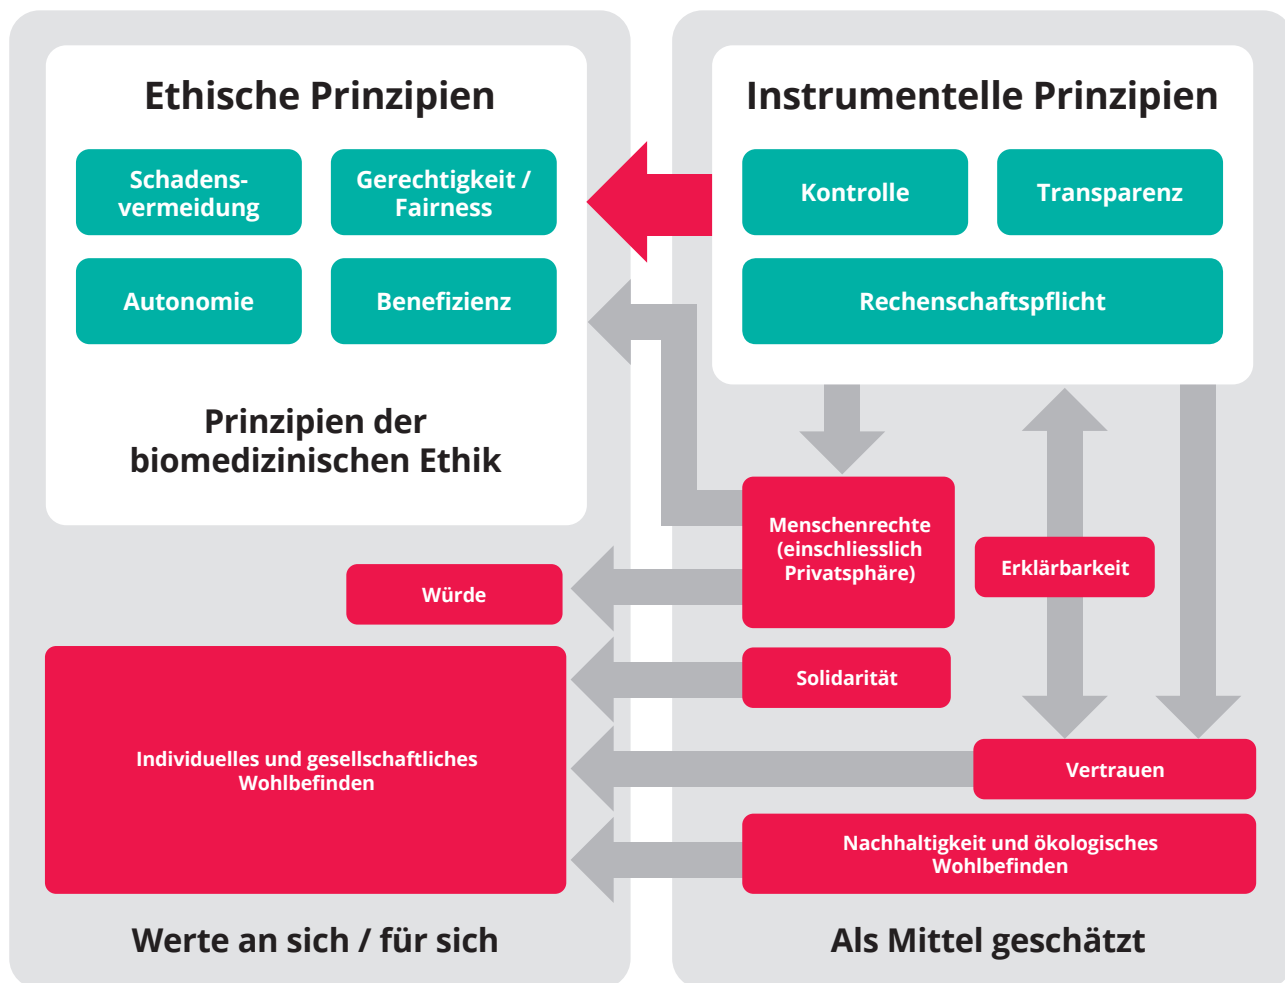 Ethische Prinzipien
Schadens-
vermeidung
Gerechtigkeit /
Fairness
Autonomie
Benefizienz
Prinzipien der
biomedizinischen Ethik
Würde
Individuelles und gesellschaftliches
Wohlbefinden
Werte an sich / für sich
Instrumentelle Prinzipien
Kontrolle
Transparenz
Rechenschaftspflicht
Menschenrechte
(einschliesslich
Privatsphäre)
Erklärbarkeit
Solidarität
Vertrauen
Nachhaltigkeit und ökologisches
Wohlbefinden
Als Mittel geschätzt